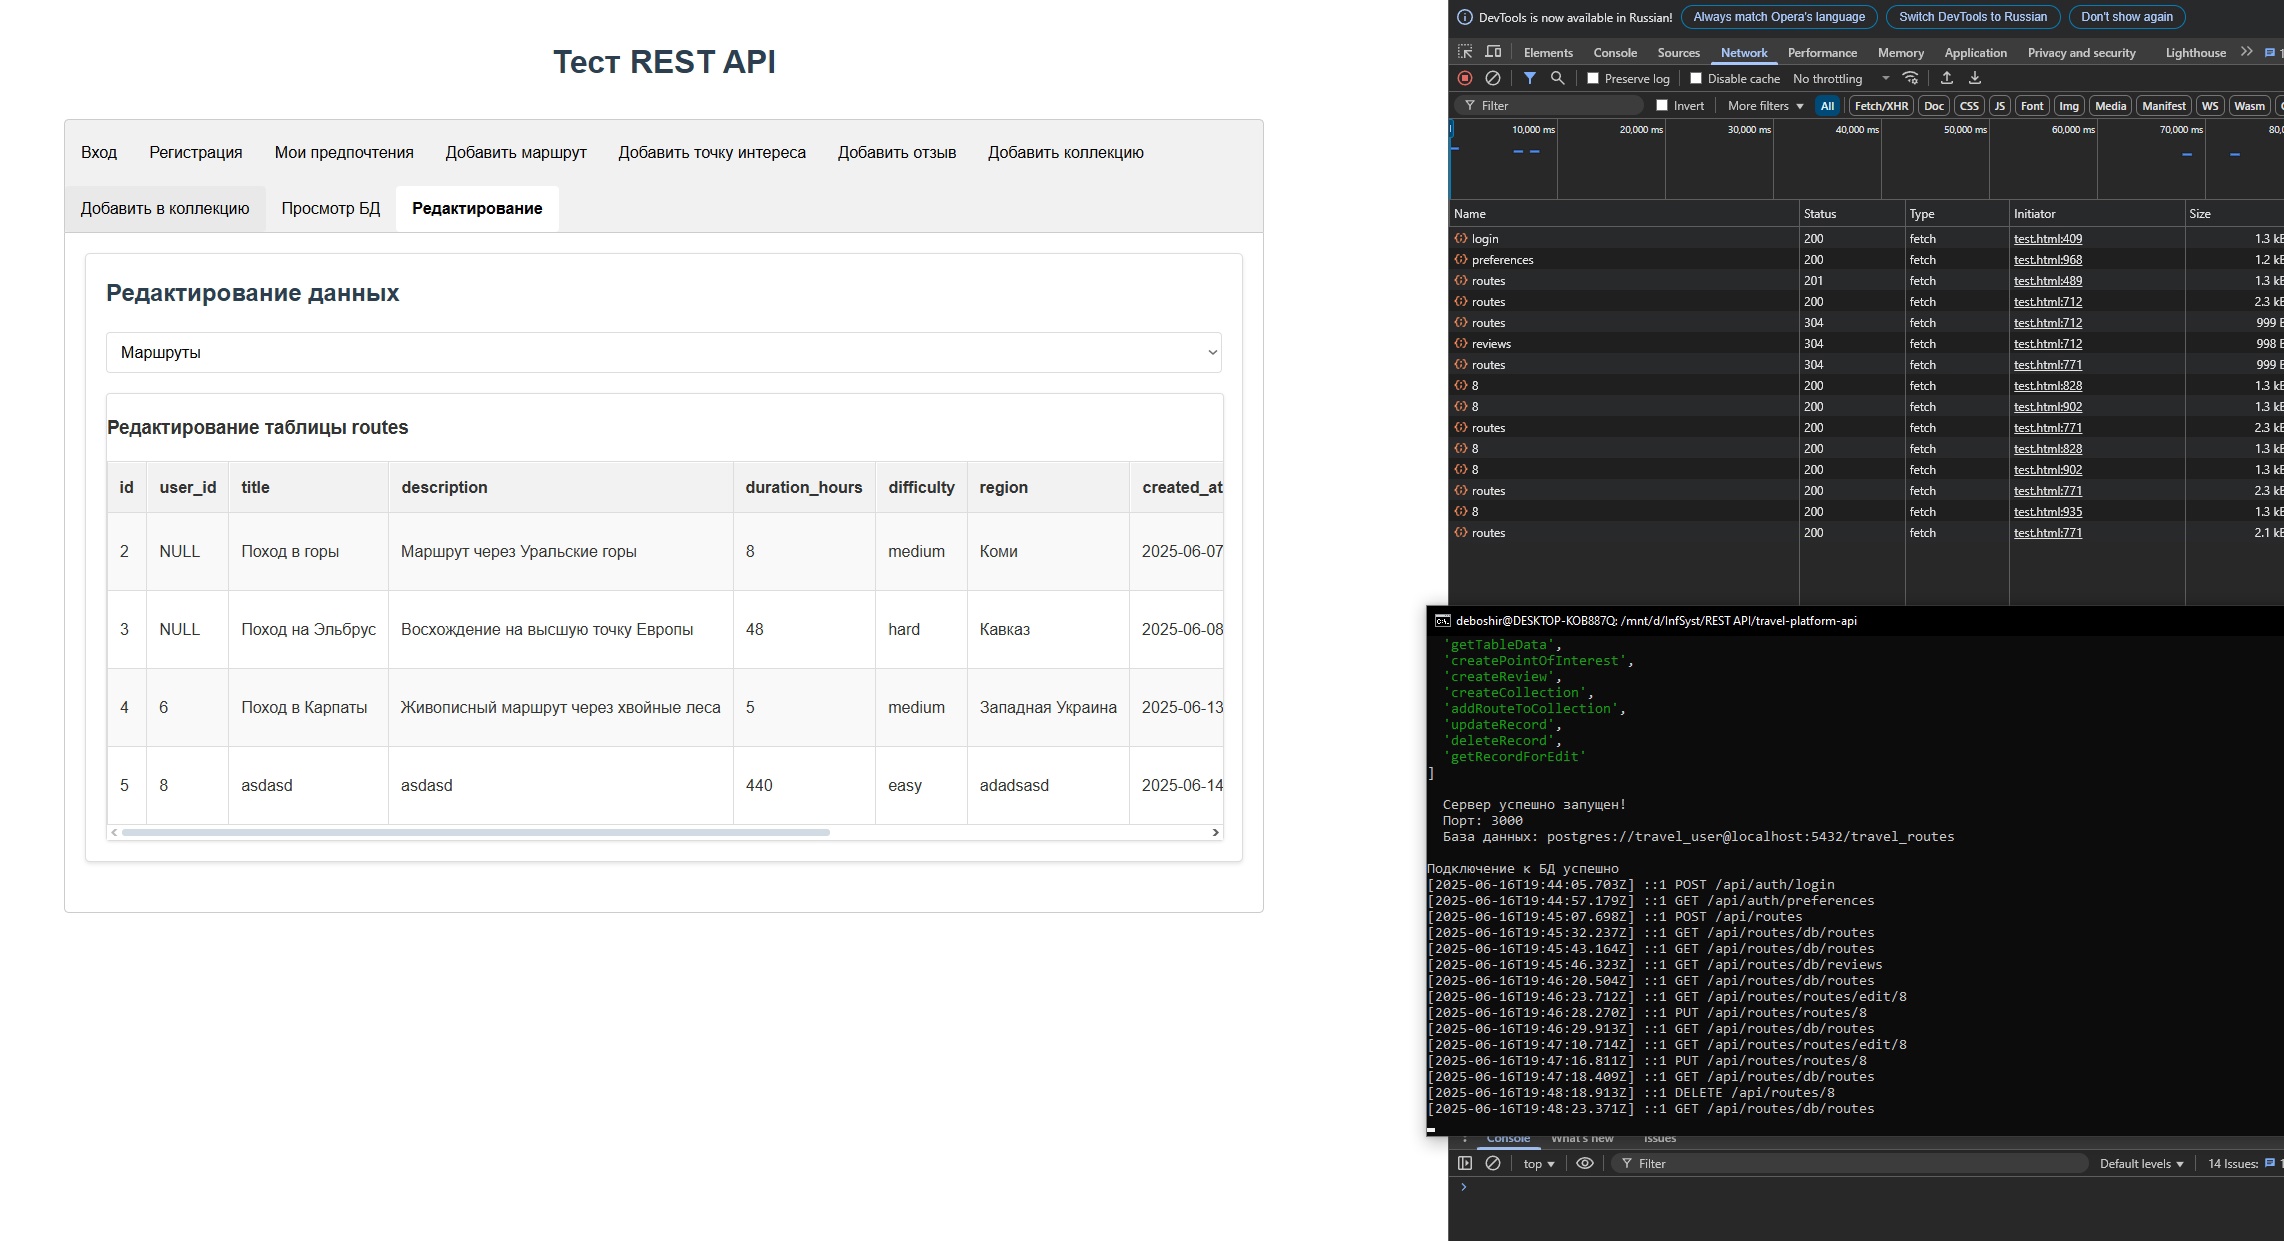 Тест REST API
Вход Регистрация Мои предпочтения Добавить маршрут Добавить точку интереса Добавить отзыв Добавить коллекцию
Добавить в коллекцию Просмотр БД Редактирование
Редактирование данных
Маршруты
Редактирование таблицы routes
id user_id title description duration_hours difficulty region created_at
2 NULL Поход в горы Маршрут через Уральские горы 8 medium Коми 2025-06-07
3 NULL Поход на Эльбрус Восхождение на высшую точку Европы 48 hard Кавказ 2025-06-08
4 6 Поход в Карпаты Живописный маршрут через хвойные леса 5 medium Западная Украина 2025-06-13
5 8 asdasd asdasd 440 easy adadsasd 2025-06-14
DevTools is now available in Russian! Always match Opera's language Switch DevTools to Russian Don't show again
Elements Console Sources Network Performance Memory Application Privacy and security Lighthouse 1
Preserve log Disable cache No throttling
Filter Invert More filters All Fetch/XHR Doc CSS JS Font Img Media Manifest WS Wasm
10,000 ms 20,000 ms 30,000 ms 40,000 ms 50,000 ms 60,000 ms 70,000 ms 80,
Name Status Type Initiator Size
login 200 fetch test.html:409 1.3 kB
preferences 200 fetch test.html:968 1.2 kB
routes 201 fetch test.html:489 1.3 kB
routes 200 fetch test.html:712 2.3 kB
routes 304 fetch test.html:712 999 B
reviews 304 fetch test.html:712 998 B
routes 304 fetch test.html:771 999 B
8 200 fetch test.html:828 1.3 kB
8 200 fetch test.html:902 1.3 kB
routes 200 fetch test.html:771 2.3 kB
8 200 fetch test.html:828 1.3 kB
8 200 fetch test.html:902 1.3 kB
routes 200 fetch test.html:771 2.3 kB
8 200 fetch test.html:935 1.3 kB
routes 200 fetch test.html:771 2.1 kB
deboshir@DESKTOP-KOB887Q: /mnt/d/InfSyst/REST API/travel-platform-api
'getTableData',
'createPointOfInterest',
'createReview',
'createCollection',
'addRouteToCollection',
'updateRecord',
'deleteRecord',
'getRecordForEdit'
]
Сервер успешно запущен!
Порт: 3000
База данных: postgres://travel_user@localhost:5432/travel_routes
Подключение к БД успешно
[2025-06-16T19:44:05.703Z] ::1 POST /api/auth/login
[2025-06-16T19:44:57.179Z] ::1 GET /api/auth/preferences
[2025-06-16T19:45:07.698Z] ::1 POST /api/routes
[2025-06-16T19:45:32.237Z] ::1 GET /api/routes/db/routes
[2025-06-16T19:45:43.164Z] ::1 GET /api/routes/db/routes
[2025-06-16T19:45:46.323Z] ::1 GET /api/routes/db/reviews
[2025-06-16T19:46:20.504Z] ::1 GET /api/routes/db/routes
[2025-06-16T19:46:23.712Z] ::1 GET /api/routes/routes/edit/8
[2025-06-16T19:46:28.270Z] ::1 PUT /api/routes/routes/8
[2025-06-16T19:46:29.913Z] ::1 GET /api/routes/db/routes
[2025-06-16T19:47:10.714Z] ::1 GET /api/routes/routes/edit/8
[2025-06-16T19:47:16.811Z] ::1 PUT /api/routes/routes/8
[2025-06-16T19:47:18.409Z] ::1 GET /api/routes/db/routes
[2025-06-16T19:48:18.913Z] ::1 DELETE /api/routes/8
[2025-06-16T19:48:23.371Z] ::1 GET /api/routes/db/routes
Console What's new Issues
top Filter Default levels 14 Issues: 1